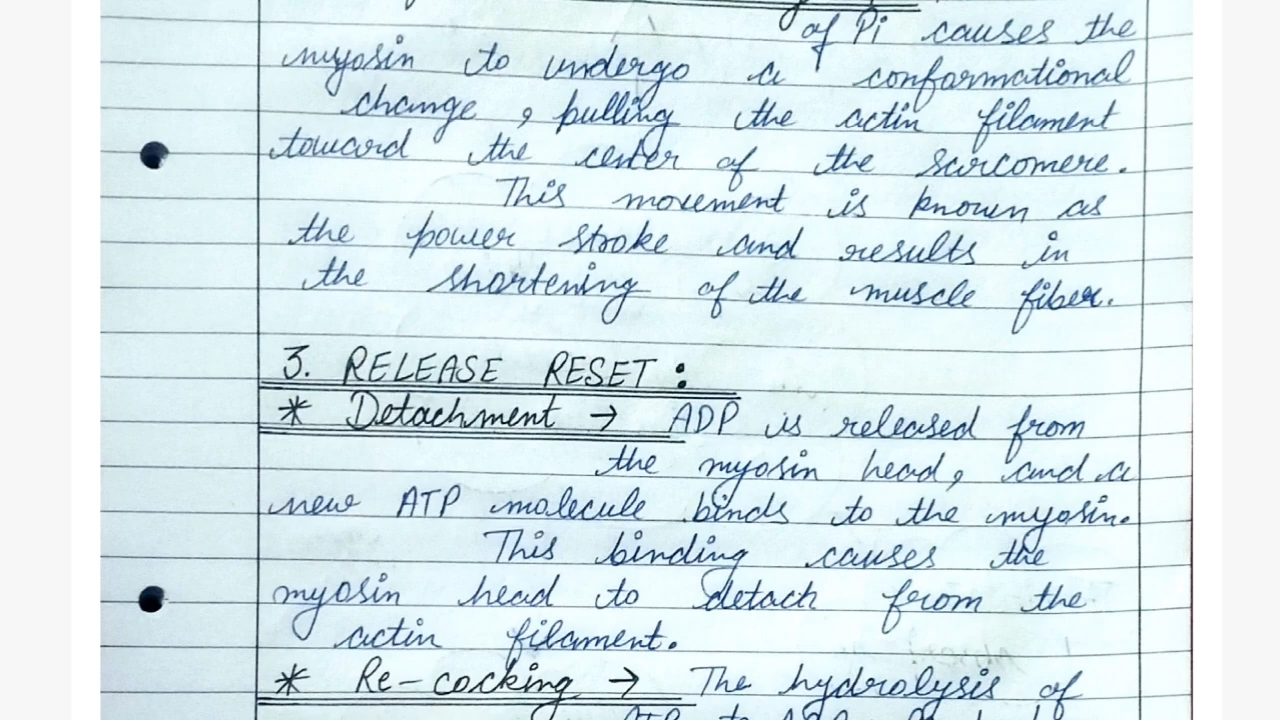 of Pi causes the
myosin to undergo a conformational
change, pulling the actin filament
toward the center of the sarcomere.
This movement is known as
the power stroke and results in
the shortening of the muscle fiber.
3. RELEASE RESET :
* Detachment → ADP is released from
the myosin head, and a
new ATP molecule binds to the myosin.
This binding causes the
myosin head to detach from the
actin filament.
* Re-cocking → The hydrolysis of
ATP to ADP